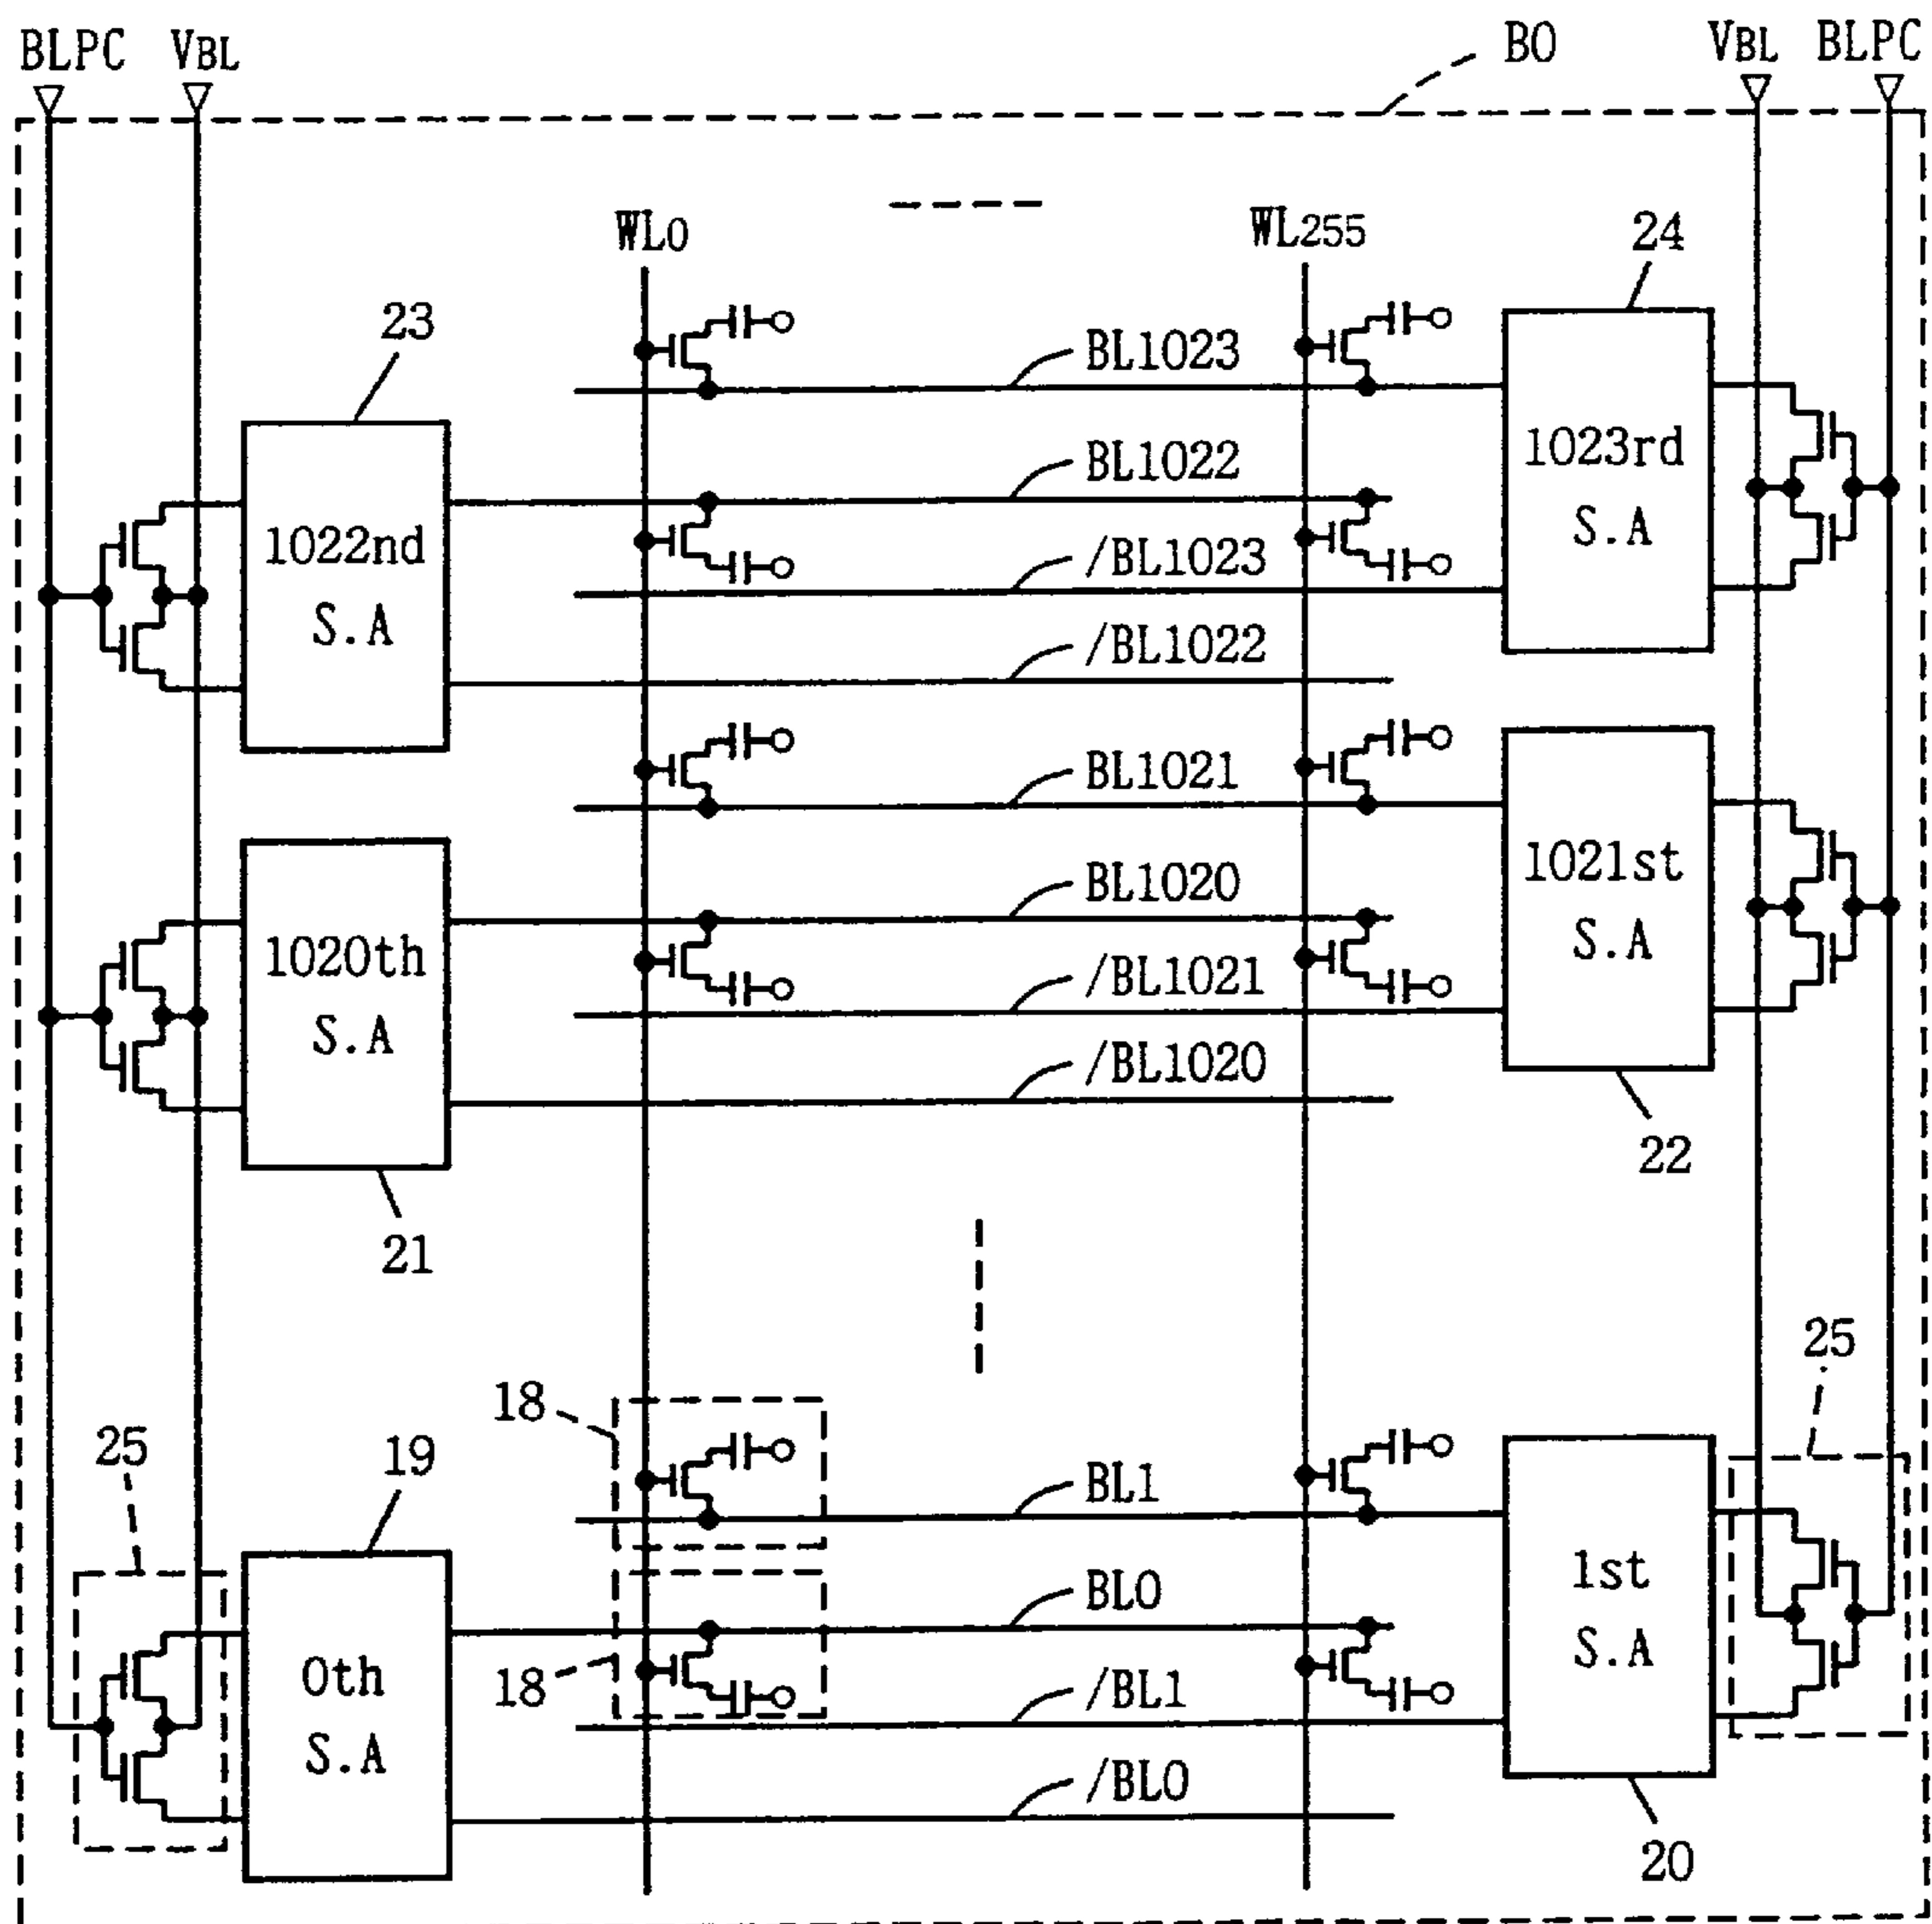 BLPC VBL B0 VBL BLPC
WL0 WL255
24
23
BL1023
1023rd
S.A
BL1022
1022nd
S.A
/BL1023
/BL1022
BL1021
1021st
S.A
BL1020
1020th
S.A
/BL1021
/BL1020
22
21
25
18
25 19
BL1
1st
S.A
BL0
18
0th
S.A
/BL1
/BL0
20